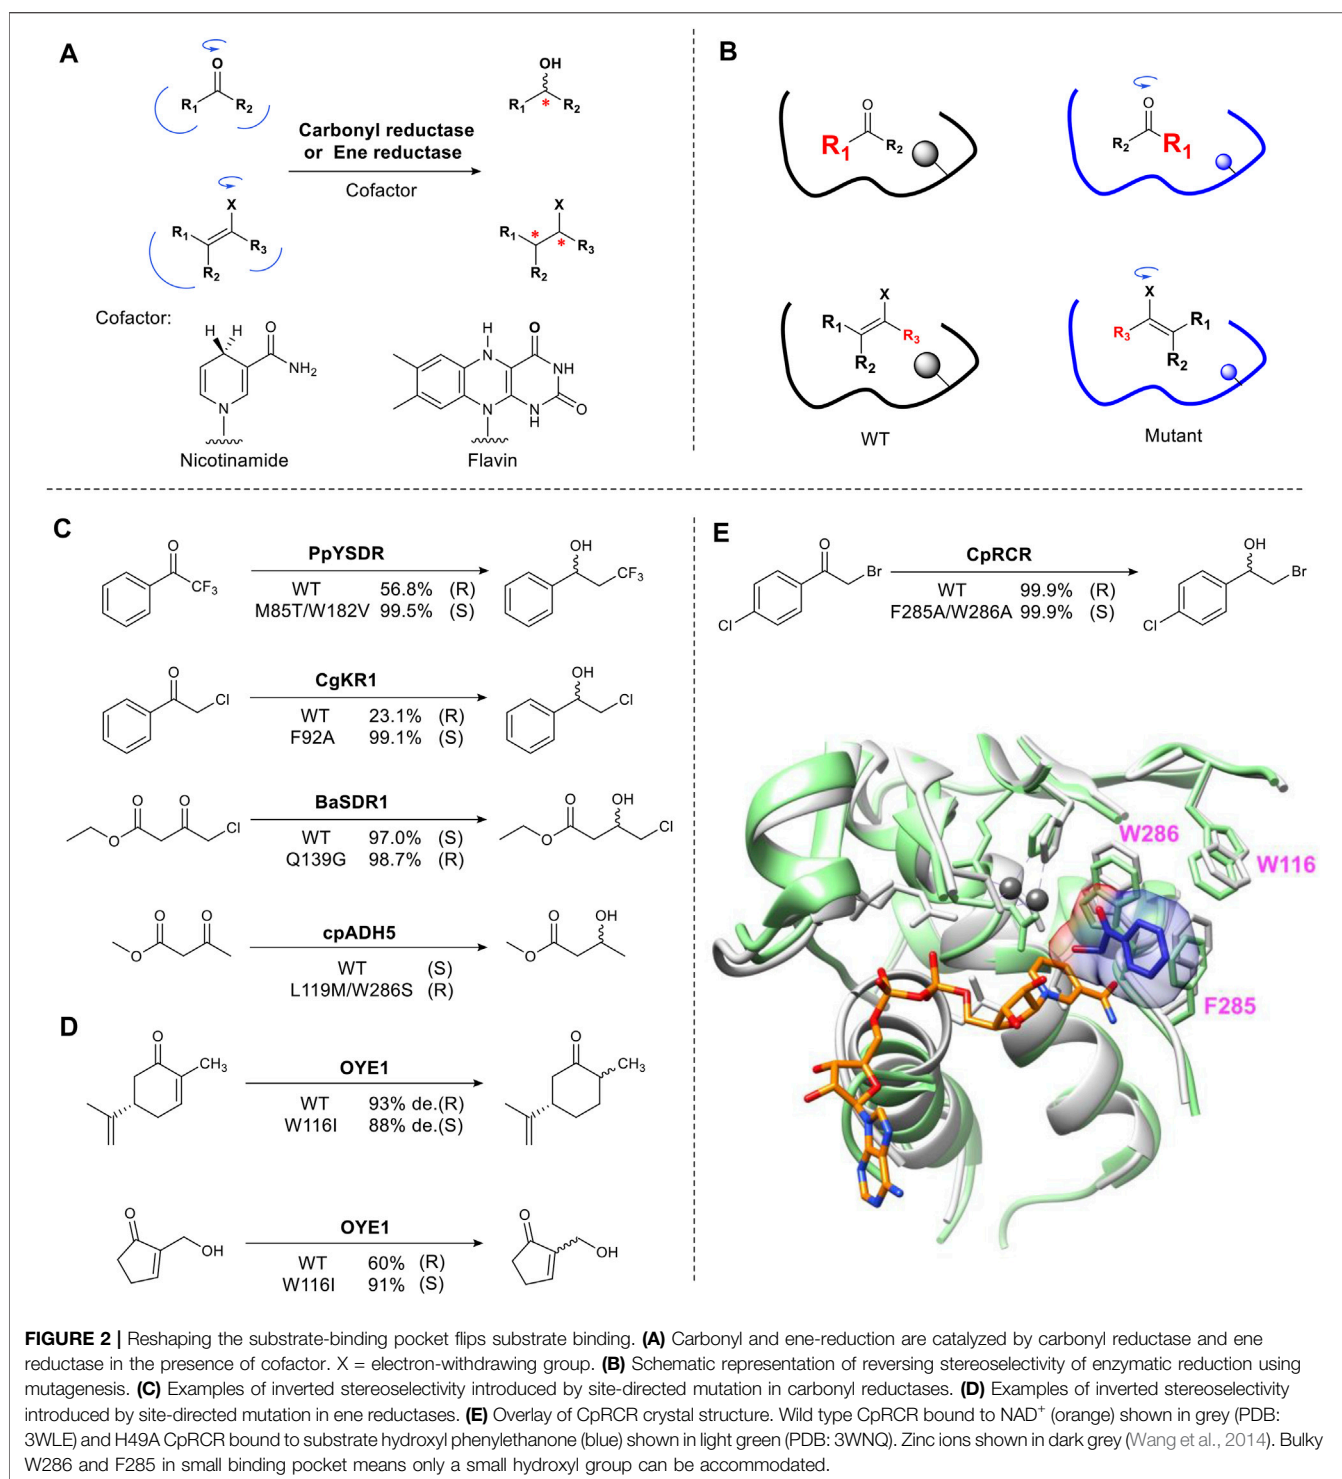 A
O
R1 R2
Carbonyl reductase
or Ene reductase
Cofactor
OH
R1 * R2
X
R1 R3
R2
X
R1 * * R3
R2
Cofactor:
H H O
NH2
N
Nicotinamide
H O
N
NH
N N O
H
Flavin
B
O
R1 R2
O
R2 R1
X
R1 R3
R2
X
R3 R1
R2
WT
Mutant
C
O
CF3
PpYSDR
WT 56.8% (R)
M85T/W182V 99.5% (S)
OH
CF3
O
Cl
CgKR1
WT 23.1% (R)
F92A 99.1% (S)
OH
Cl
O O
O Cl
BaSDR1
WT 97.0% (S)
Q139G 98.7% (R)
O OH
O Cl
O O
O
cpADH5
WT (S)
L119M/W286S (R)
O OH
O
D
O
CH3
OYE1
WT 93% de.(R)
W116I 88% de.(S)
O
CH3
O
OH
OYE1
WT 60% (R)
W116I 91% (S)
O
OH
E
O
Br
Cl
CpRCR
WT 99.9% (R)
F285A/W286A 99.9% (S)
OH
Br
Cl
W286
W116
F285
FIGURE 2 | Reshaping the substrate-binding pocket flips substrate binding. (A) Carbonyl and ene-reduction are catalyzed by carbonyl reductase and ene
reductase in the presence of cofactor. X = electron-withdrawing group. (B) Schematic representation of reversing stereoselectivity of enzymatic reduction using
mutagenesis. (C) Examples of inverted stereoselectivity introduced by site-directed mutation in carbonyl reductases. (D) Examples of inverted stereoselectivity
introduced by site-directed mutation in ene reductases. (E) Overlay of CpRCR crystal structure. Wild type CpRCR bound to NAD+ (orange) shown in grey (PDB:
3WLE) and H49A CpRCR bound to substrate hydroxyl phenylethanone (blue) shown in light green (PDB: 3WNQ). Zinc ions shown in dark grey (Wang et al., 2014). Bulky
W286 and F285 in small binding pocket means only a small hydroxyl group can be accommodated.